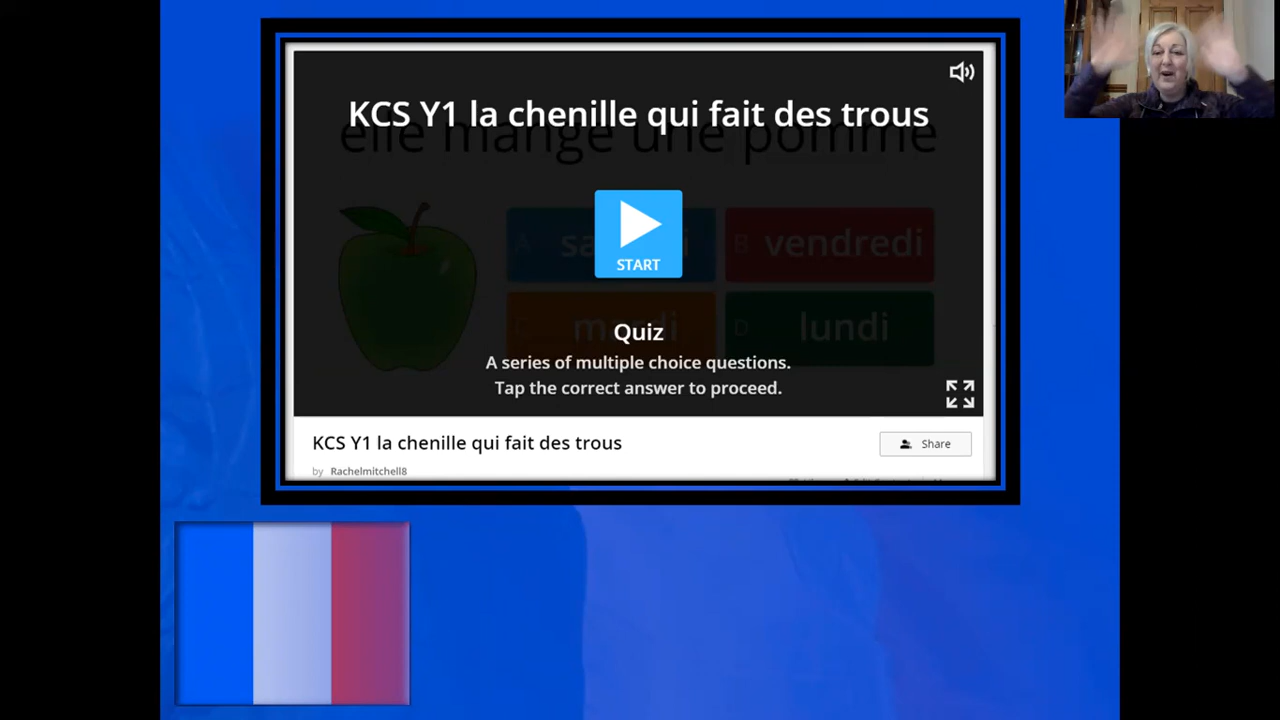 KCS Y1 la chenille qui fait des trous
elle mange une pomme
A
B vendredi
START
C mardi
D lundi
Quiz
A series of multiple choice questions.
Tap the correct answer to proceed.
KCS Y1 la chenille qui fait des trous
Share
by Rachelmitchell8